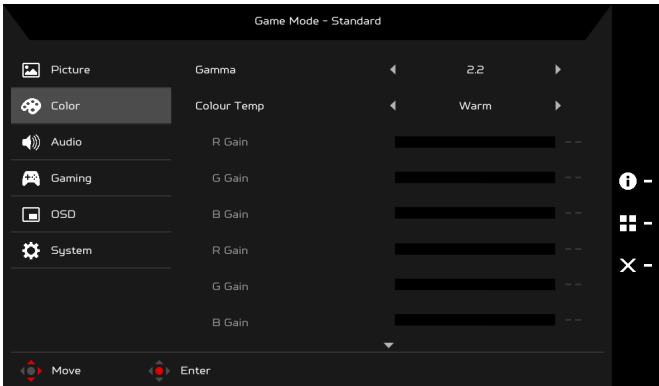 Game Mode - Standard
Picture
Gamma 2.2
Color
Colour Temp Warm
Audio
R Gain --
Gaming
G Gain --
OSD
B Gain --
System
R Gain --
G Gain --
B Gain --
Move Enter